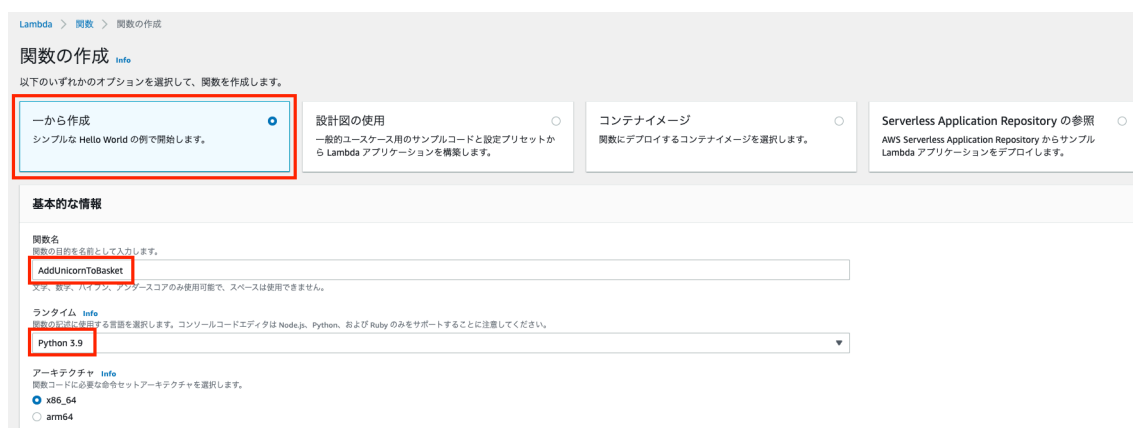 Lambda > 関数 > 関数の作成
関数の作成 Info
以下のいずれかのオプションを選択して、関数を作成します。
一から作成
シンプルな Hello World の例で開始します。
設計図の使用
一般的ユースケース用のサンプルコードと設定プリセットか
ら Lambda アプリケーションを構築します。
コンテナイメージ
関数にデプロイするコンテナイメージを選択します。
Serverless Application Repository の参照
AWS Serverless Application Repository からサンプル
Lambda アプリケーションをデプロイします。
基本的な情報
関数名
関数の目的を名前として入力します。
AddUnicornToBasket
文字、数字、ハイフン、アンダースコアのみ使用可能で、スペースは使用できません。
ランタイム Info
関数の記述に使用する言語を選択します。コンソールコードエディタは Node.js、Python、および Ruby のみをサポートすることに注意してください。
Python 3.9
アーキテクチャ Info
関数コードに必要な命令セットアーキテクチャを選択します。
x86_64
arm64